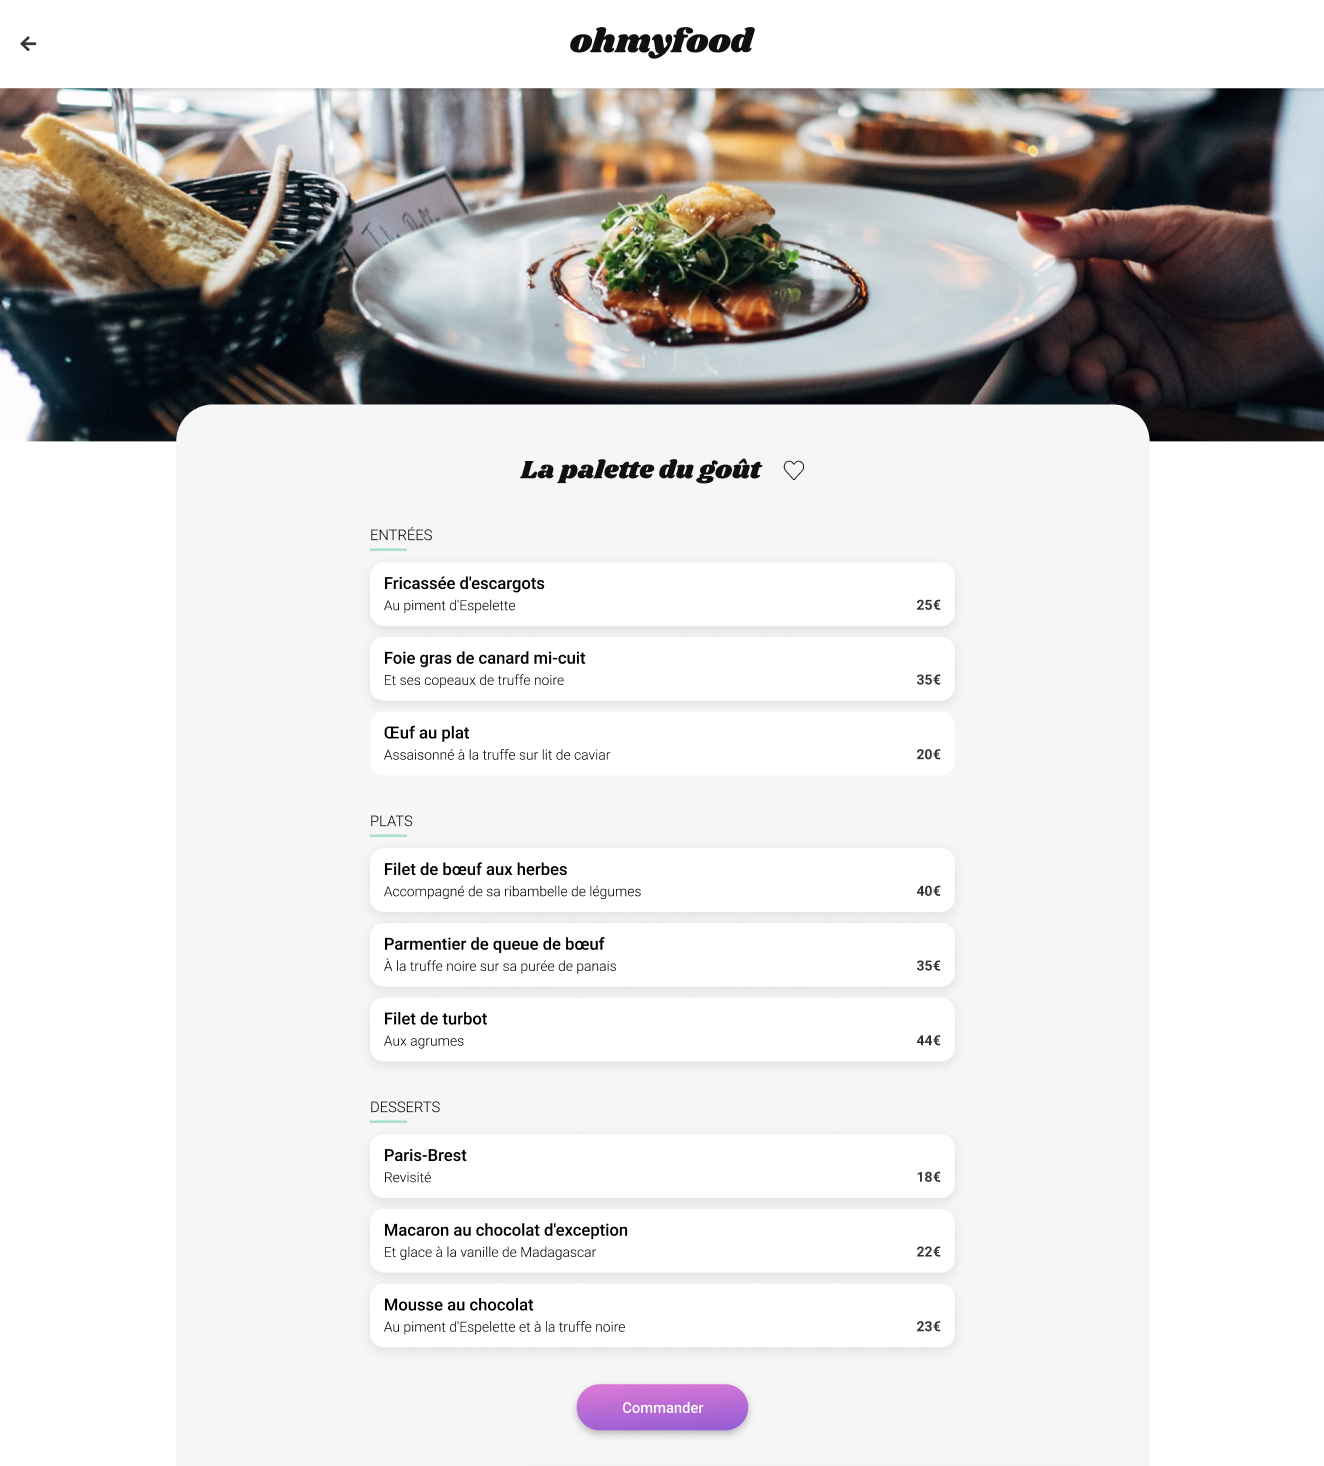 ohmyfood
La palette du goût
ENTRÉES
Fricassée d'escargots
Au piment d'Espelette
25€
Foie gras de canard mi-cuit
Et ses copeaux de truffe noire
35€
Œuf au plat
Assaisonné à la truffe sur lit de caviar
20€
PLATS
Filet de bœuf aux herbes
Accompagné de sa ribambelle de légumes
40€
Parmentier de queue de bœuf
À la truffe noire sur sa purée de panais
35€
Filet de turbot
Aux agrumes
44€
DESSERTS
Paris-Brest
Revisité
18€
Macaron au chocolat d'exception
Et glace à la vanille de Madagascar
22€
Mousse au chocolat
Au piment d'Espelette et à la truffe noire
23€
Commander